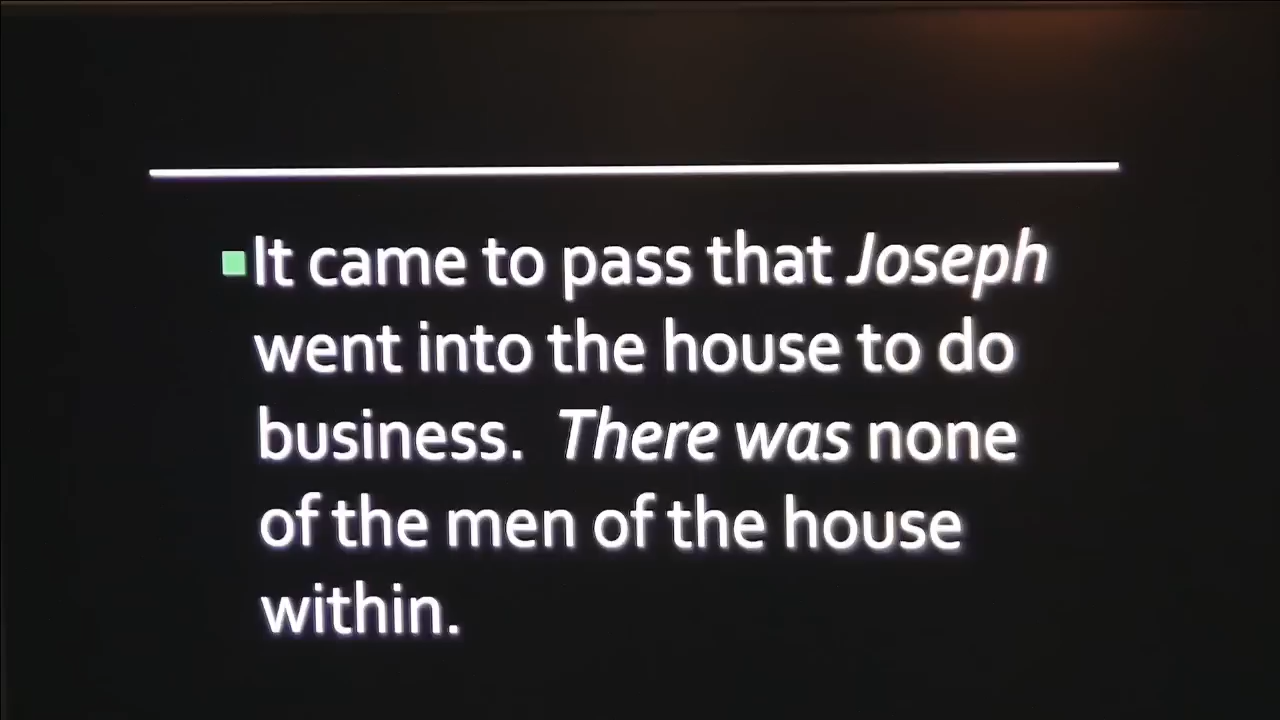 It came to pass that Joseph
went into the house to do
business. There was none
of the men of the house
within.